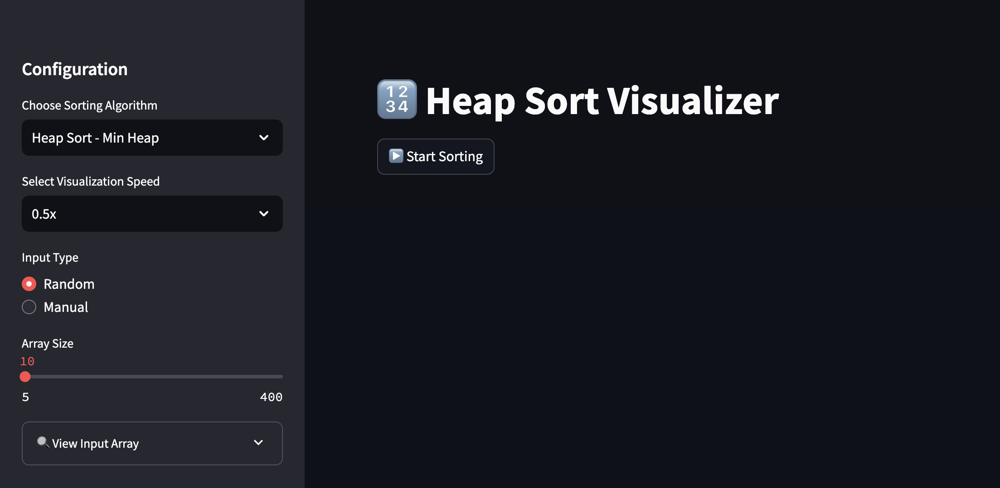 Configuration
Choose Sorting Algorithm
Heap Sort - Min Heap
Select Visualization Speed
0.5x
Input Type
Random
Manual
Array Size
10
5 400
🔍 View Input Array
🔢 Heap Sort Visualizer
▶️ Start Sorting